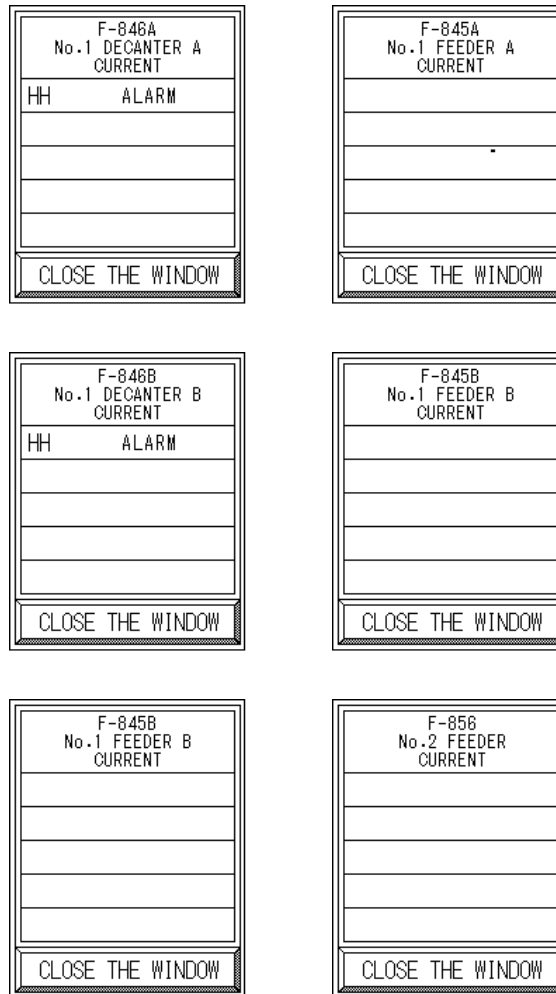 F-846A
No.1 DECANTER A
CURRENT
HH ALARM
CLOSE THE WINDOW
F-845A
No.1 FEEDER A
CURRENT
CLOSE THE WINDOW
F-846B
No.1 DECANTER B
CURRENT
HH ALARM
CLOSE THE WINDOW
F-845B
No.1 FEEDER B
CURRENT
CLOSE THE WINDOW
F-845B
No.1 FEEDER B
CURRENT
CLOSE THE WINDOW
F-856
No.2 FEEDER
CURRENT
CLOSE THE WINDOW